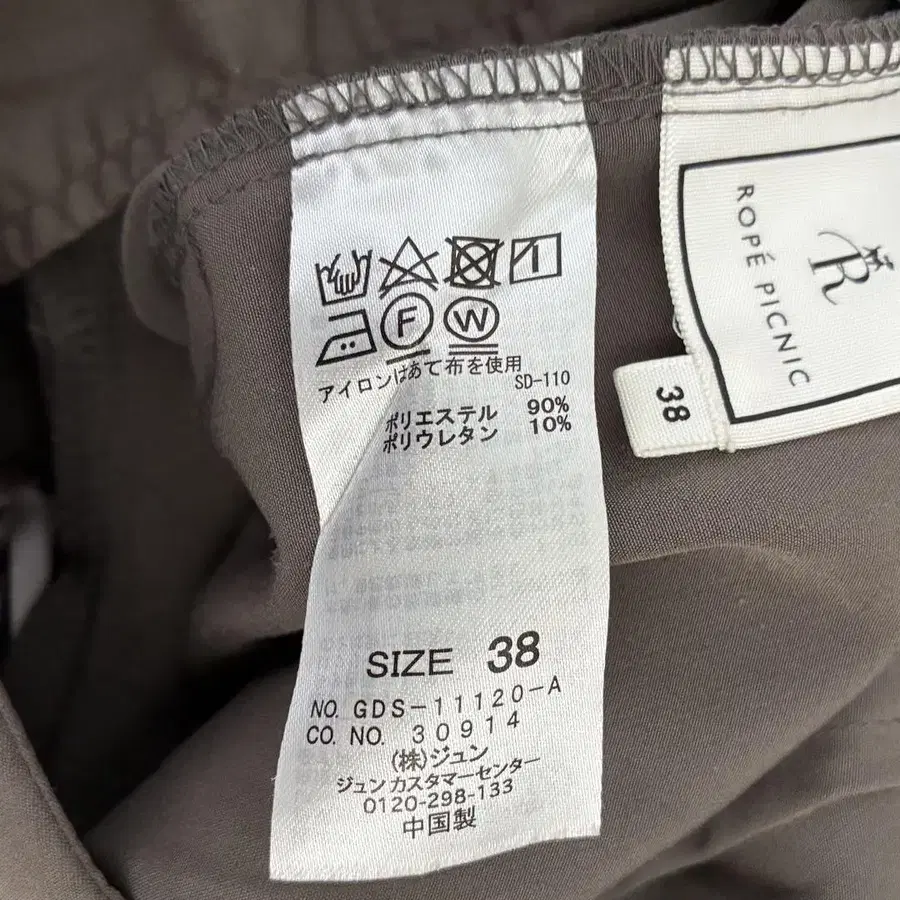 F
W
アイロンはあて布を使用
SD-110
ポリエステル 90%
ポリウレタン 10%
SIZE 38
NO. GDS-11120-A
CO. NO. 30914
(株)ジュン
ジュン カスタマーセンター
0120-298-133
中国製
R
ROPÉ PICNIC
38